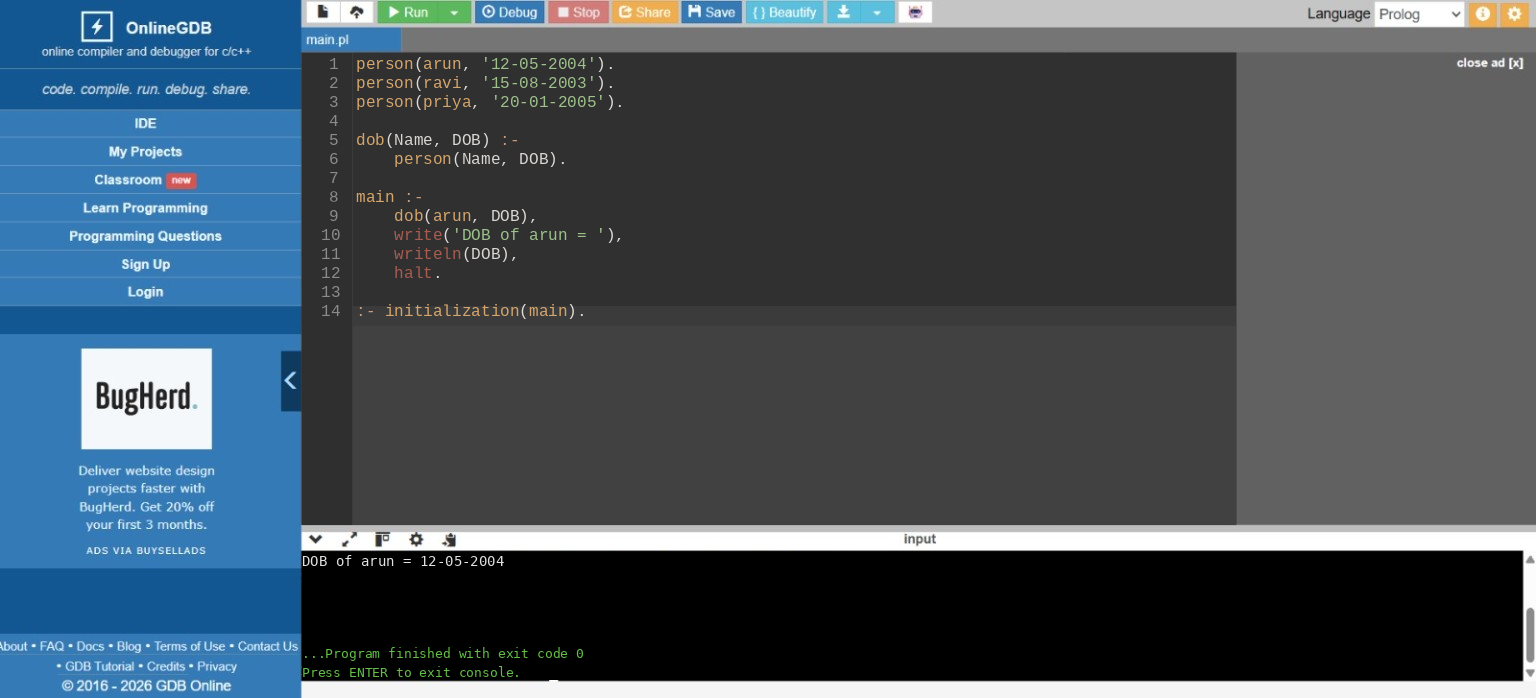 OnlineGDB
online compiler and debugger for c/c++
code. compile. run. debug. share.
IDE
My Projects
Classroom new
Learn Programming
Programming Questions
Sign Up
Login
BugHerd.
Deliver website design
projects faster with
BugHerd. Get 20% off
your first 3 months.
ADS VIA BUYSELLADS
About • FAQ • Docs • Blog • Terms of Use • Contact Us
• GDB Tutorial • Credits • Privacy
© 2016 - 2026 GDB Online
Run Debug Stop Share Save { } Beautify Language Prolog
main.pl
close ad [x]
1 person(arun, '12-05-2004').
2 person(ravi, '15-08-2003').
3 person(priya, '20-01-2005').
4
5 dob(Name, DOB) :-
6     person(Name, DOB).
7
8 main :-
9     dob(arun, DOB),
10     write('DOB of arun = '),
11     writeln(DOB),
12     halt.
13
14 :- initialization(main).
input
DOB of arun = 12-05-2004
...Program finished with exit code 0
Press ENTER to exit console.